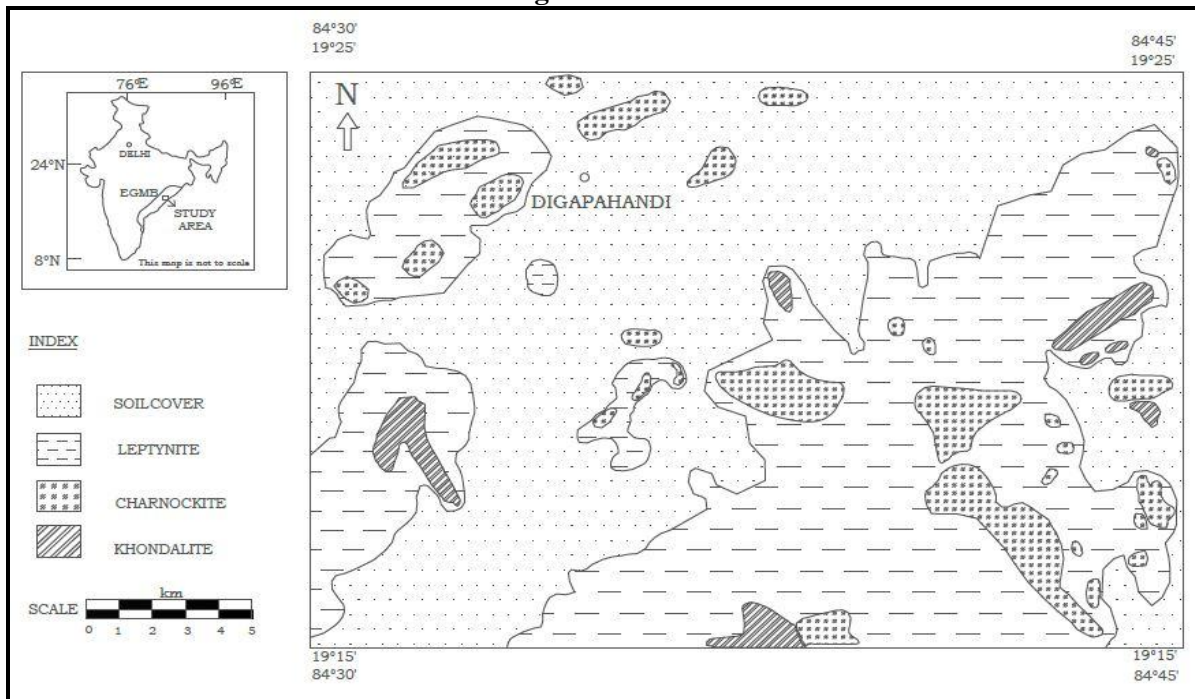 84°30'
19°25'
84°45'
19°25'
76°E
96°E
N
DELHI
24°N
EGMB
STUDY
AREA
8°N
This map is not to scale
DIGAPAHANDI
INDEX
SOILCOVER
LEPTYNITE
CHARNOCKITE
KHONDALITE
km
SCALE
0 1 2 3 4 5
19°15'
84°30'
19°15'
84°45'